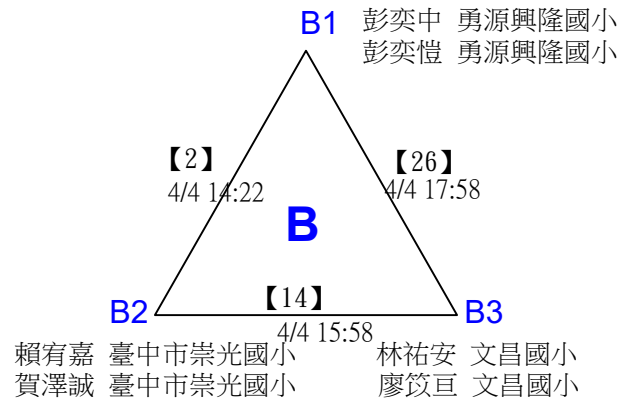 B1 彭奕中 勇源興隆國小
彭奕愷 勇源興隆國小
【2】 【26】
4/4 14:22 4/4 17:58
B
B2 【14】 B3
4/4 15:58
賴宥嘉 臺中市崇光國小 林祐安 文昌國小
賀澤誠 臺中市崇光國小 廖笖亘 文昌國小